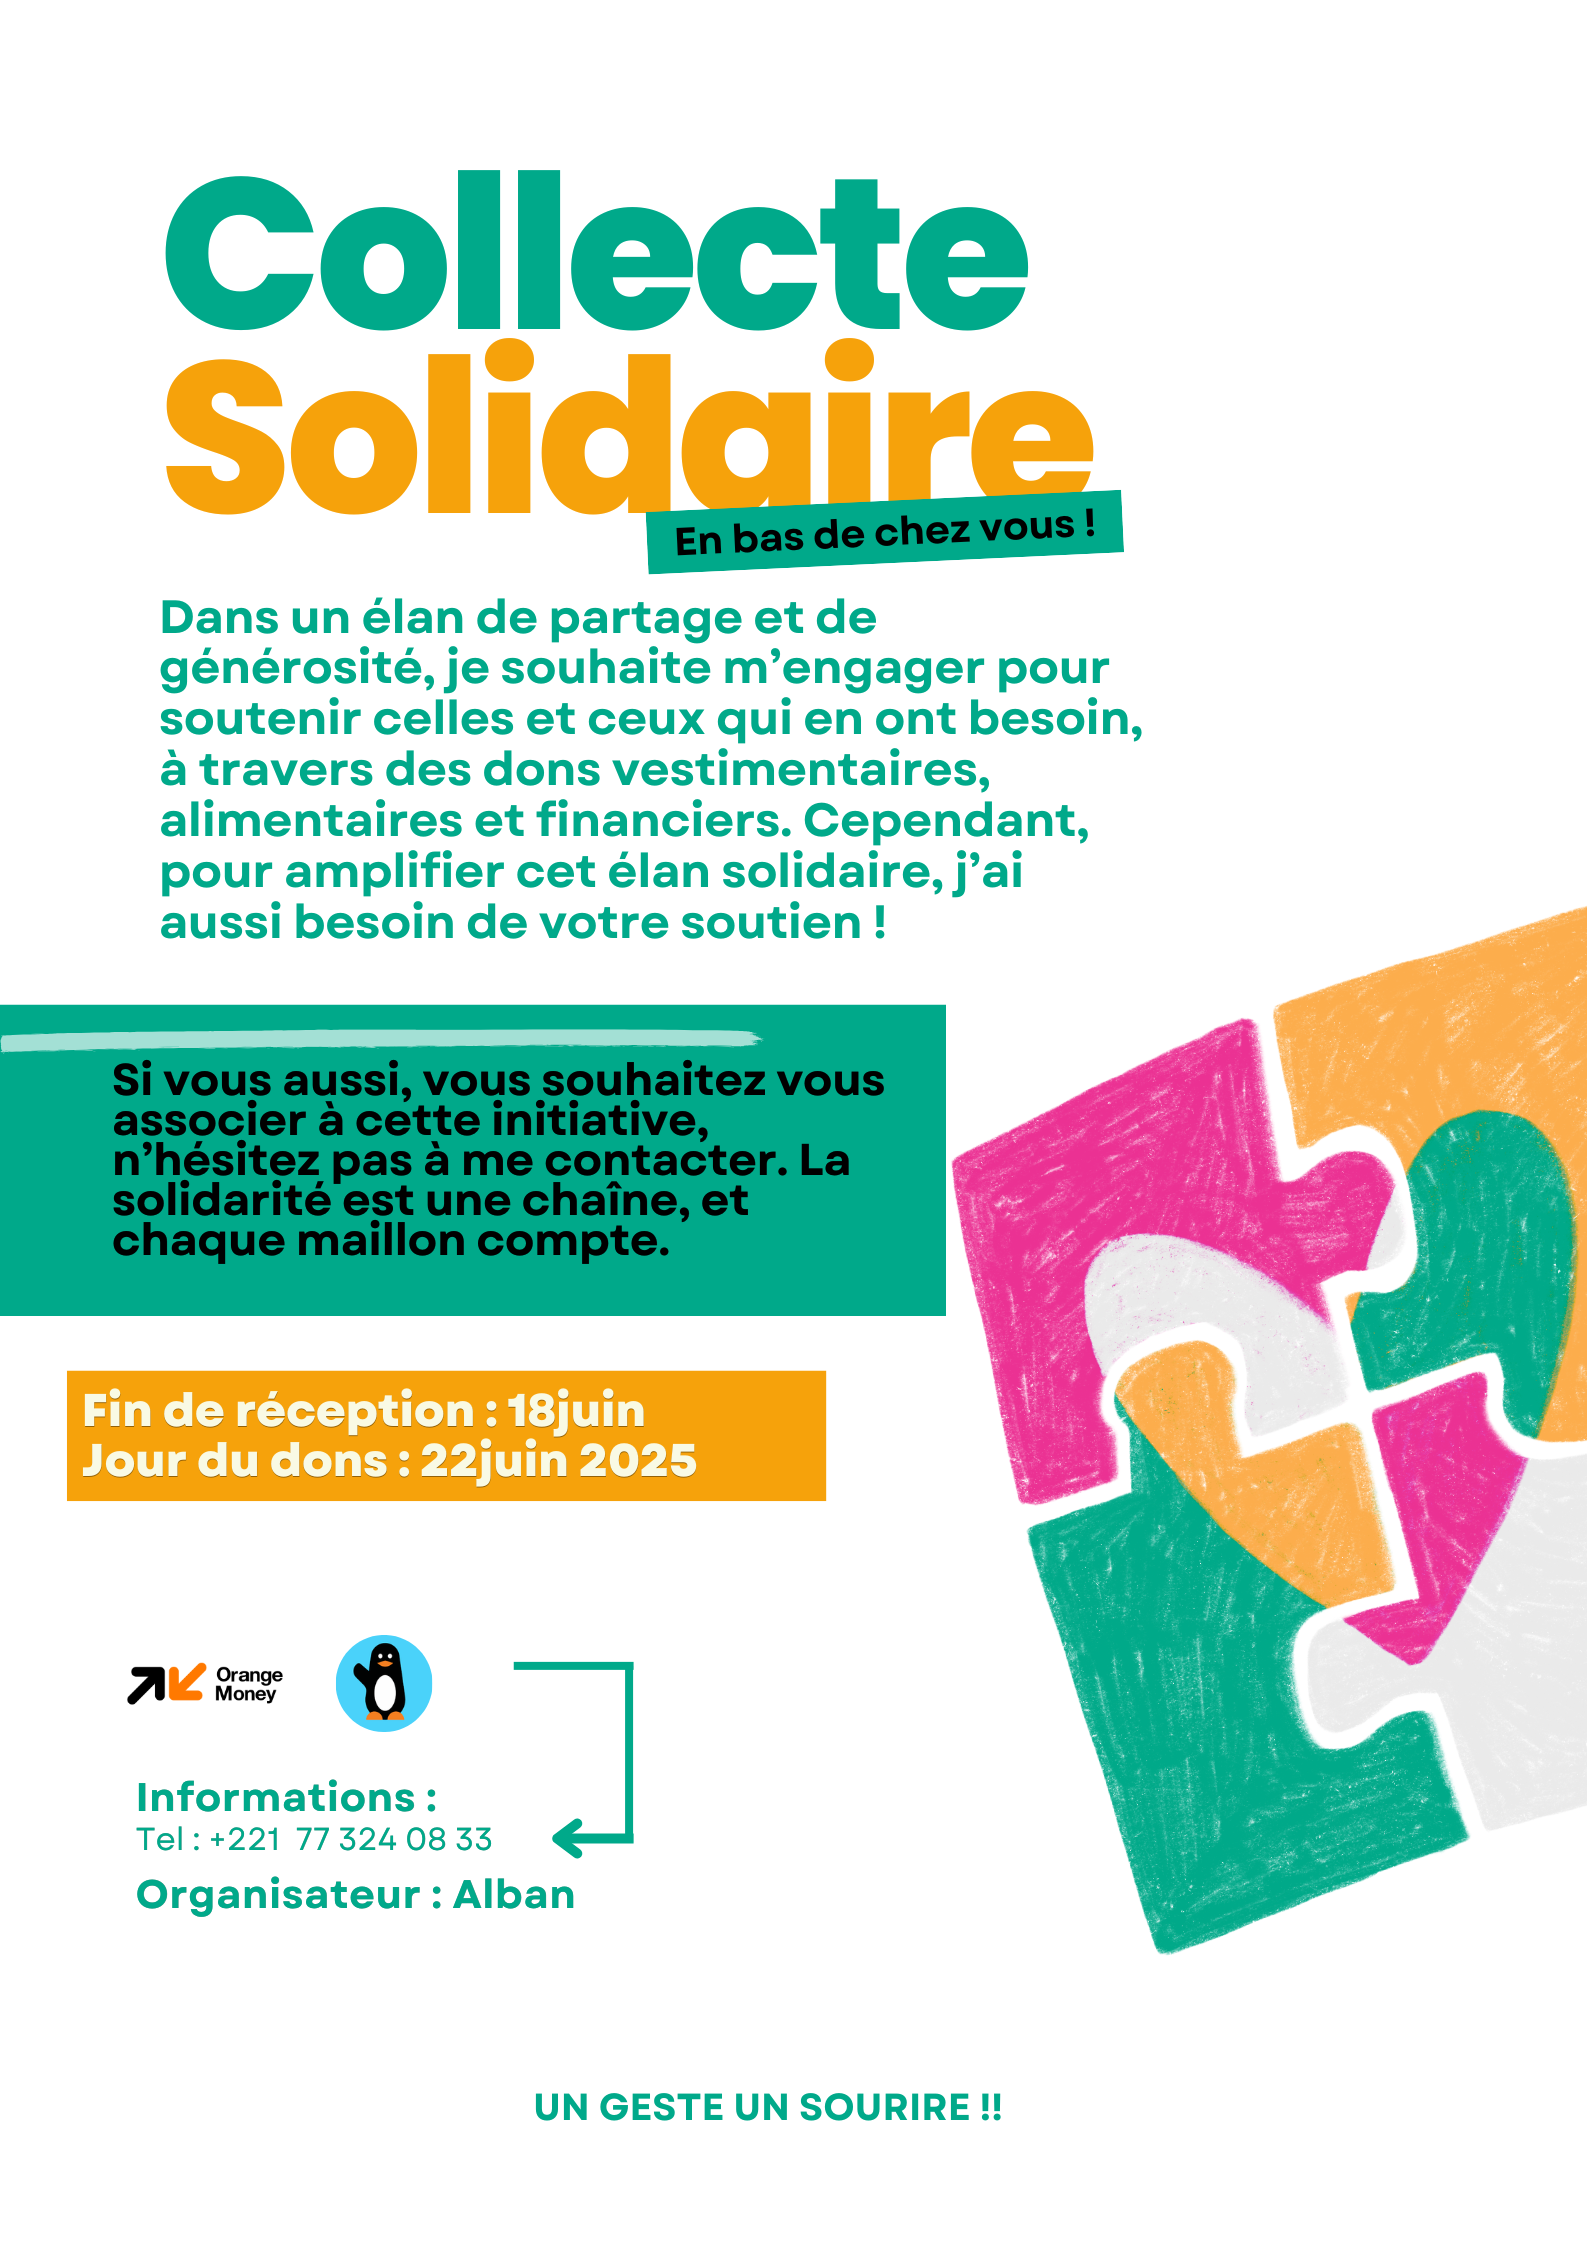 Collecte
Solidaire
En bas de chez vous !
Dans un élan de partage et de
générosité, je souhaite m’engager pour
soutenir celles et ceux qui en ont besoin,
à travers des dons vestimentaires,
alimentaires et financiers. Cependant,
pour amplifier cet élan solidaire, j’ai
aussi besoin de votre soutien !
Si vous aussi, vous souhaitez vous
associer à cette initiative,
n’hésitez pas à me contacter. La
solidarité est une chaîne, et
chaque maillon compte.
Fin de réception : 18juin
Jour du dons : 22juin 2025
Orange
Money
Informations :
Tel : +221  77 324 08 33
Organisateur : Alban
UN GESTE UN SOURIRE !!